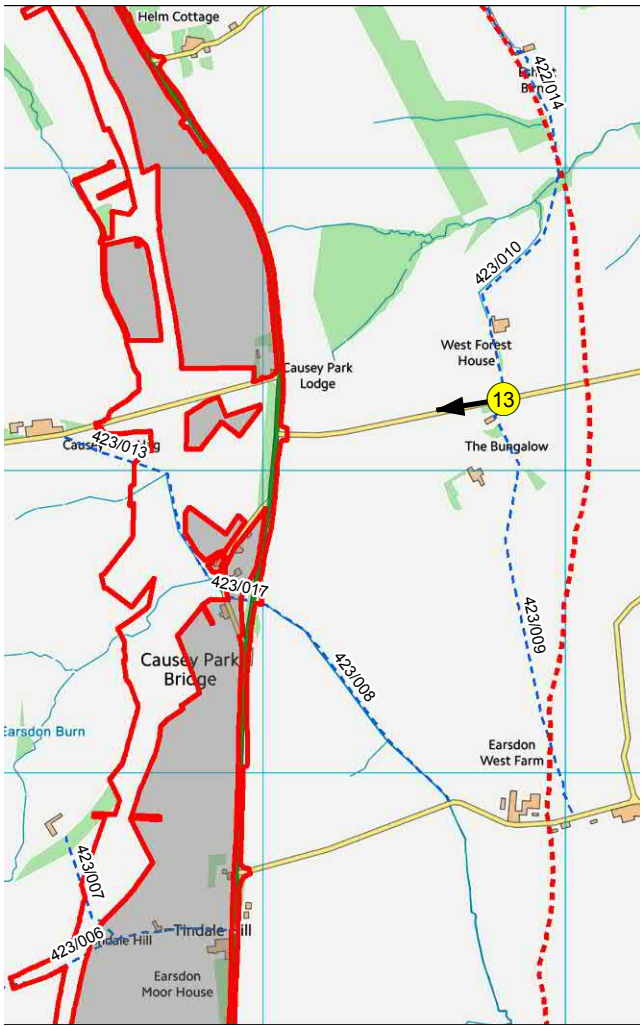 Helm Cottage
422/014
423/010
West Forest
House
Causey Park
Lodge
13
423/013
The Bungalow
423/017
423/009
Causey Park
Bridge
423/008
Earsdon Burn
Earsdon
West Farm
423/007
423/006
Tindale Hill
Earsdon
Moor House